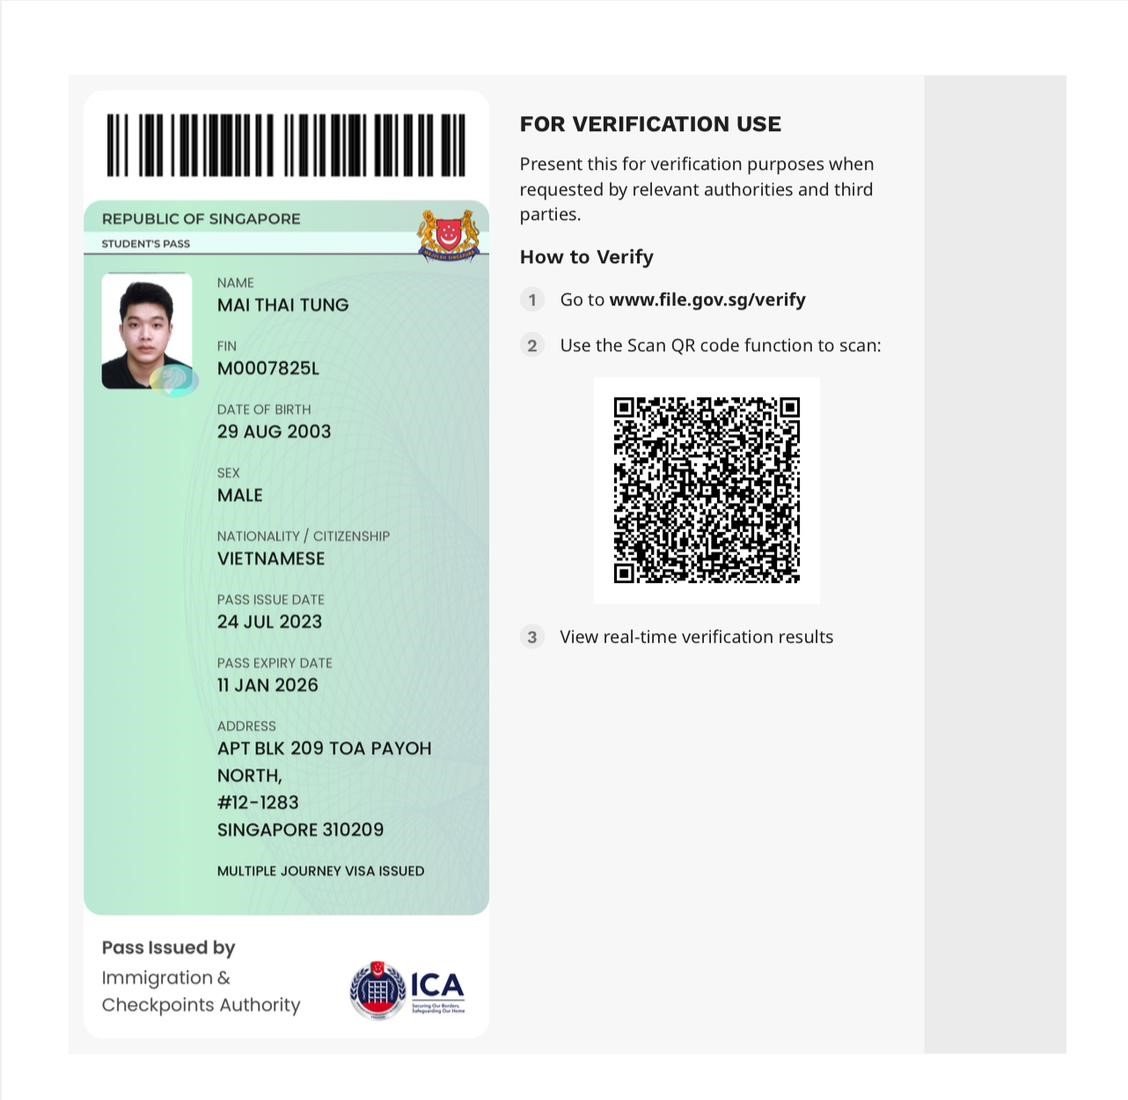 REPUBLIC OF SINGAPORE
STUDENT'S PASS
MAJULAH SINGAPURA
NAME
MAI THAI TUNG
FIN
M0007825L
DATE OF BIRTH
29 AUG 2003
SEX
MALE
NATIONALITY / CITIZENSHIP
VIETNAMESE
PASS ISSUE DATE
24 JUL 2023
PASS EXPIRY DATE
11 JAN 2026
ADDRESS
APT BLK 209 TOA PAYOH
NORTH,
#12-1283
SINGAPORE 310209
MULTIPLE JOURNEY VISA ISSUED
Pass Issued by
Immigration &
Checkpoints Authority
ICA
Securing Our Borders,
Safeguarding Our Home
FOR VERIFICATION USE
Present this for verification purposes when
requested by relevant authorities and third
parties.
How to Verify
1 Go to www.file.gov.sg/verify
2 Use the Scan QR code function to scan:
3 View real-time verification results